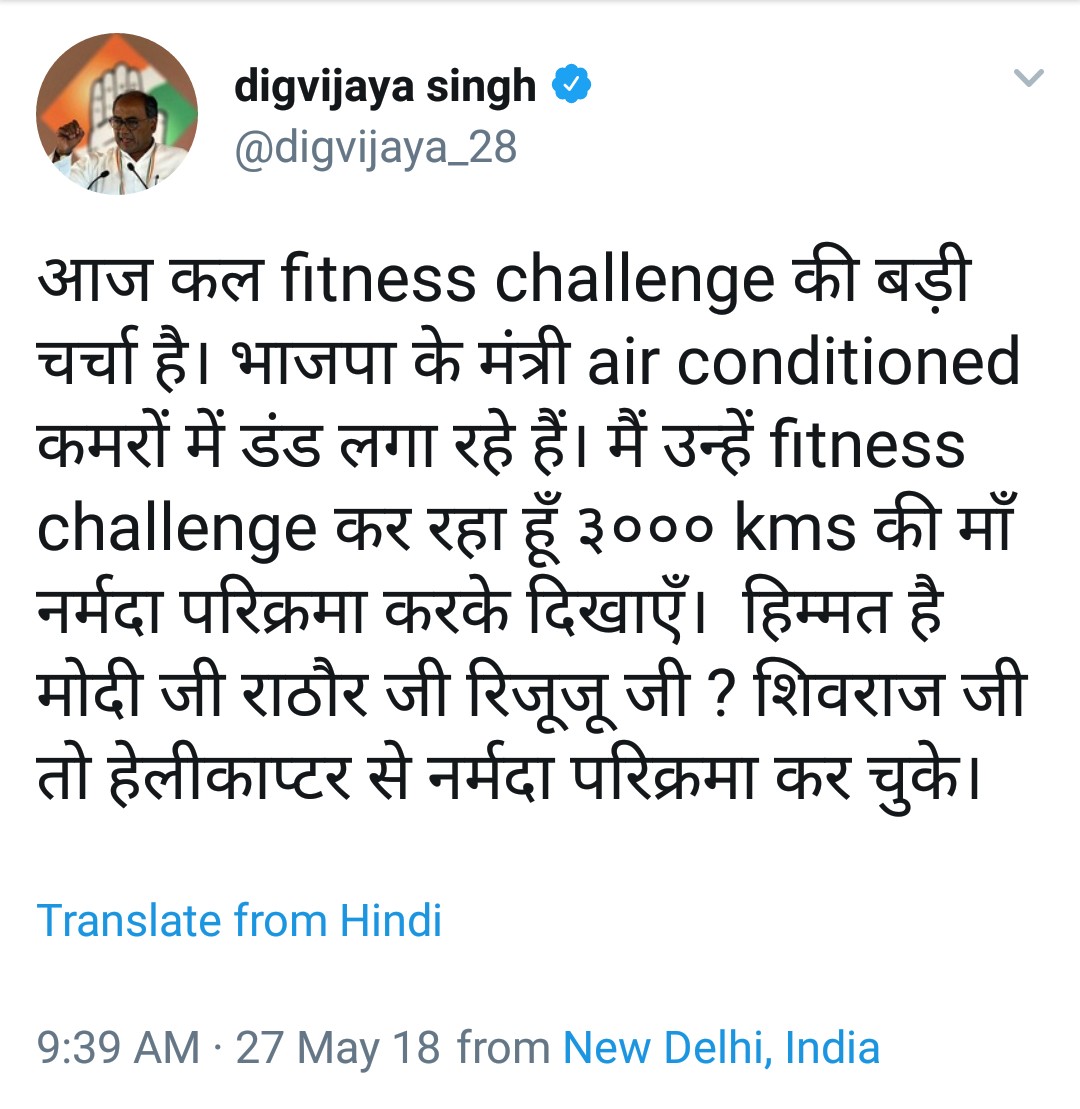 digvijaya singh
@digvijaya_28
आज कल fitness challenge की बड़ी
चर्चा है। भाजपा के मंत्री air conditioned
कमरों में डंड लगा रहे हैं। मैं उन्हें fitness
challenge कर रहा हूँ ३००० kms की माँ
नर्मदा परिक्रमा करके दिखाएँ।  हिम्मत है
मोदी जी राठौर जी रिजूजू जी ? शिवराज जी
तो हेलीकाप्टर से नर्मदा परिक्रमा कर चुके।
Translate from Hindi
9:39 AM · 27 May 18 from New Delhi, India